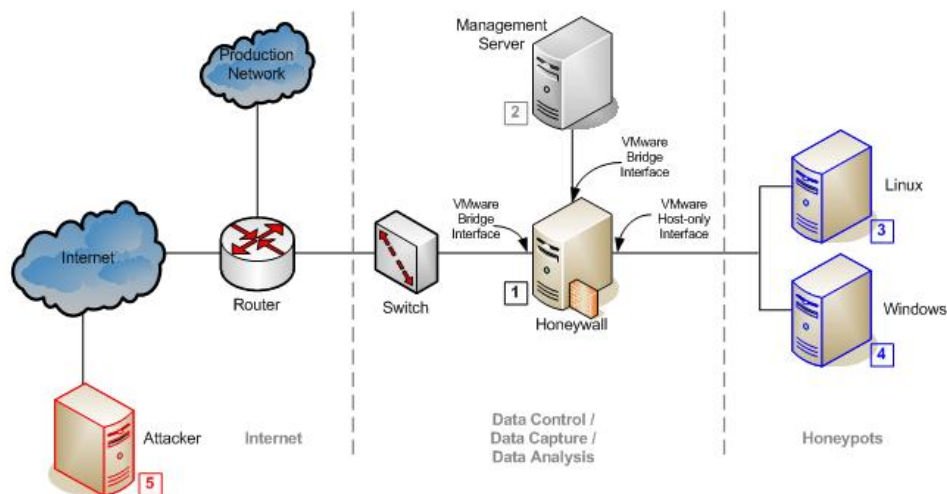 Management
Server
2
Production
Network
VMware
Bridge
Interface
VMware
Bridge
Interface
VMware
Host-only
Interface
Linux
3
Internet
Router
Switch
1
Honeywall
Windows
4
Attacker
5
Internet
Data Control /
Data Capture /
Data Analysis
Honeypots